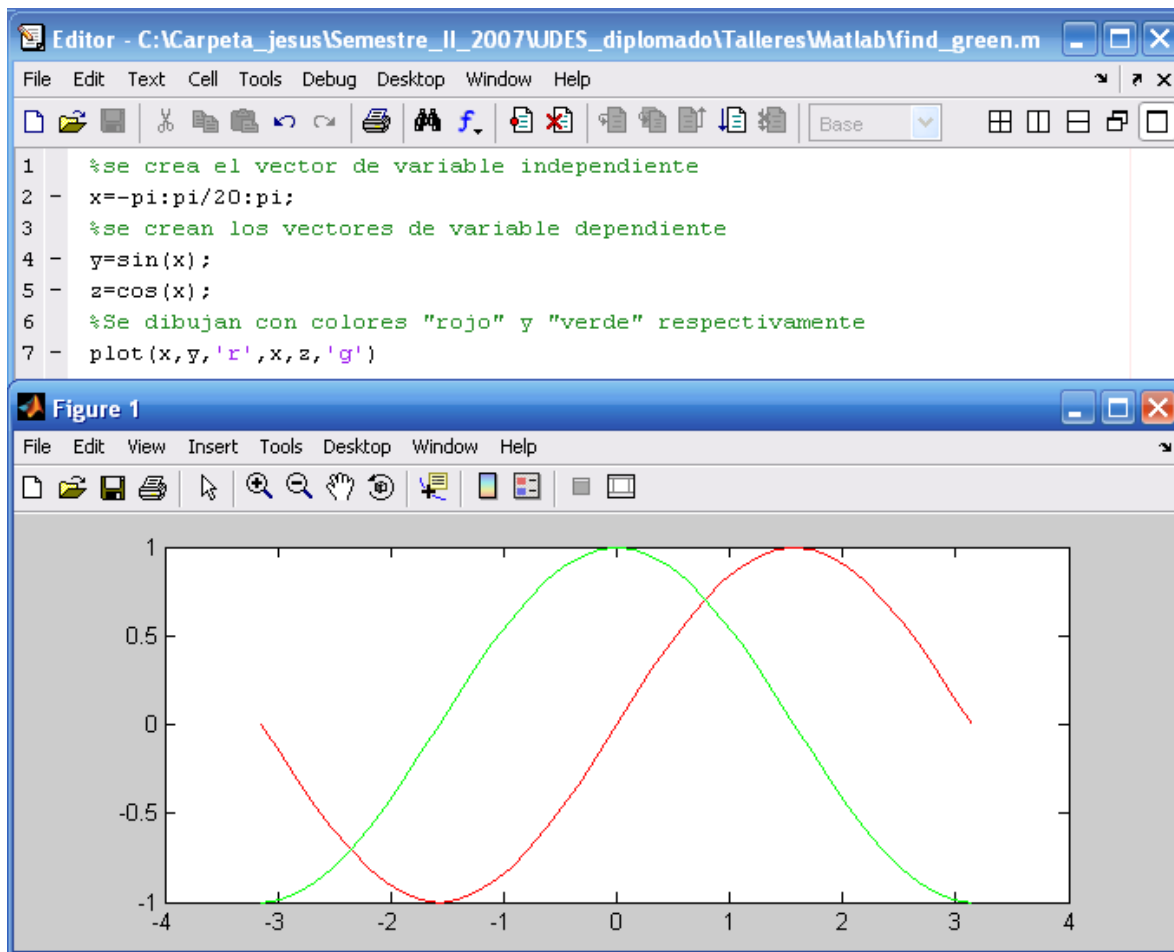 Editor - C:\Carpeta_jesus\Semestre_II_2007\UDES_diplomado\Talleres\Matlab\find_green.m
File Edit Text Cell Tools Debug Desktop Window Help
Base
1 %se crea el vector de variable independiente
2 - x=-pi:pi/20:pi;
3 %se crean los vectores de variable dependiente
4 - y=sin(x);
5 - z=cos(x);
6 %Se dibujan con colores "rojo" y "verde" respectivamente
7 - plot(x,y,'r',x,z,'g')
Figure 1
File Edit View Insert Tools Desktop Window Help
1
0.5
0
-0.5
-1
-4 -3 -2 -1 0 1 2 3 4